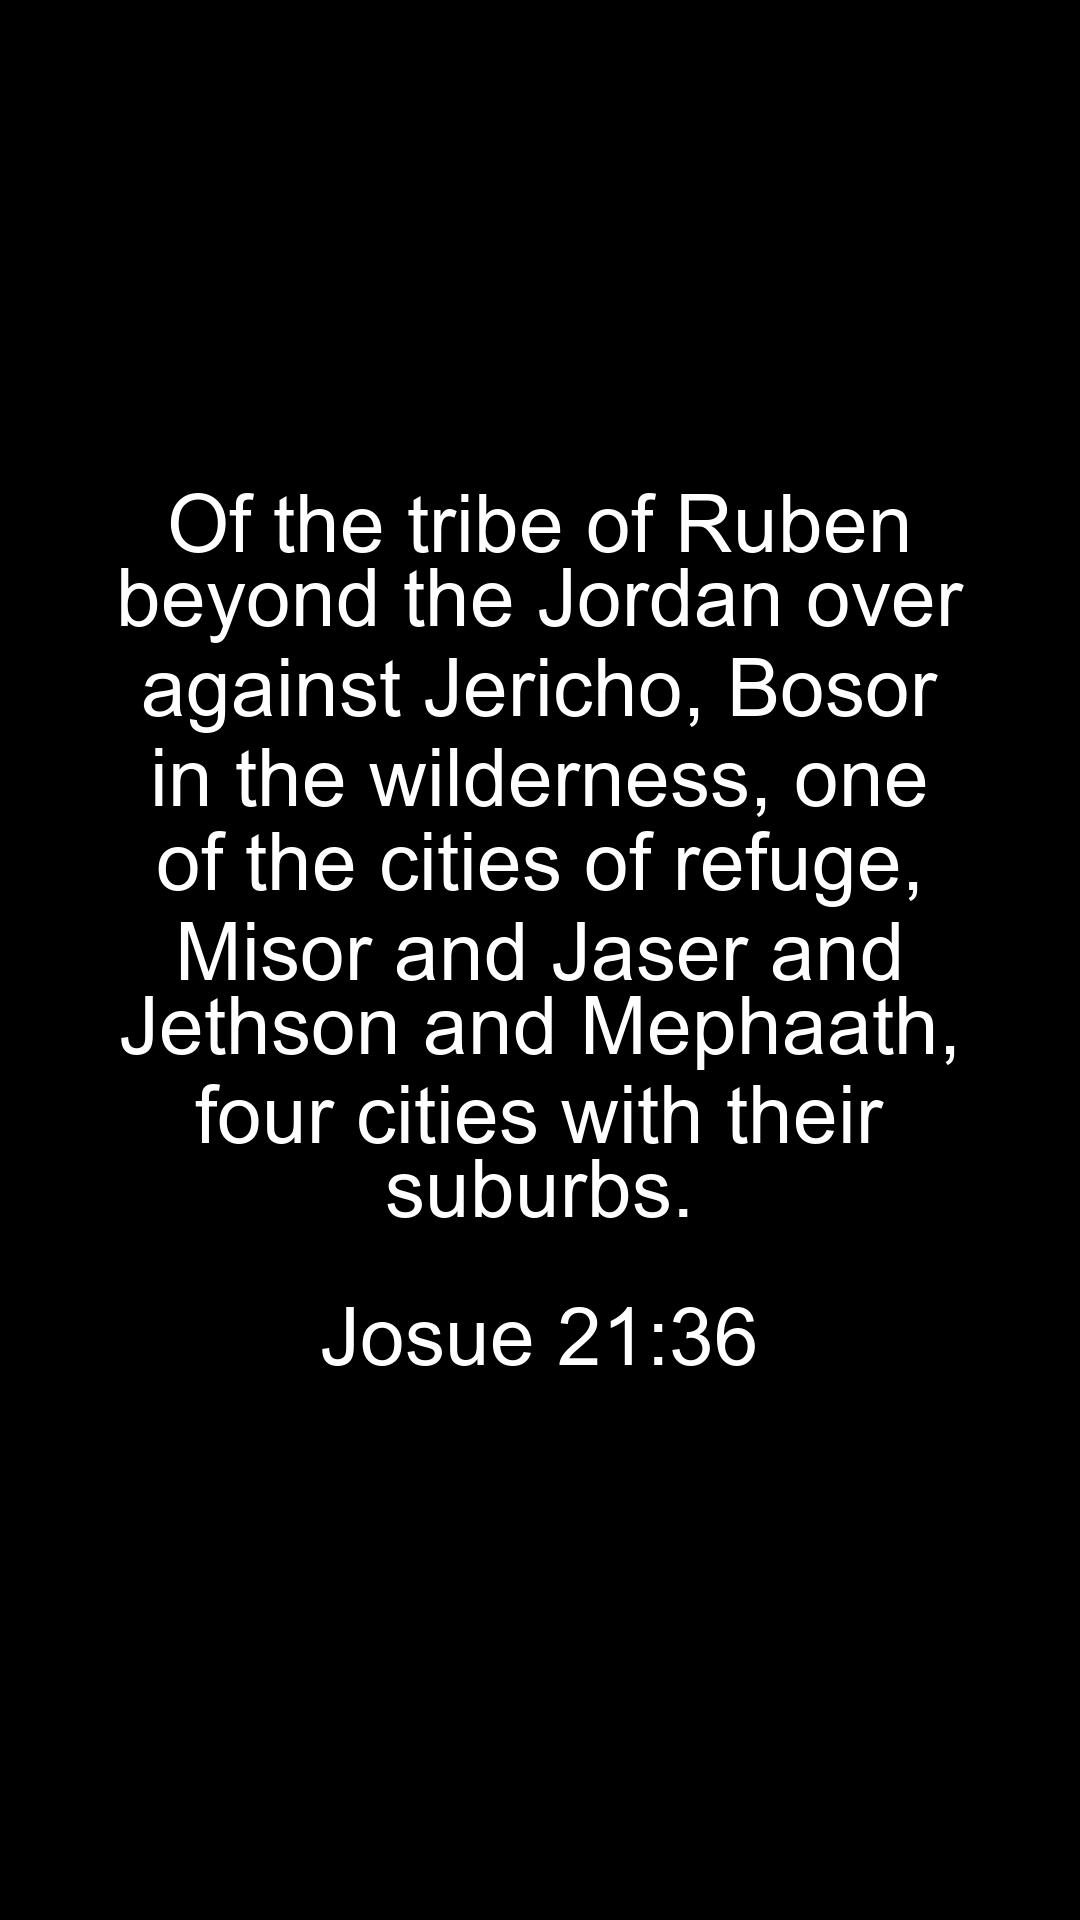 Of the tribe of Ruben
beyond the Jordan over
against Jericho, Bosor
in the wilderness, one
of the cities of refuge,
Misor and Jaser and
Jethson and Mephaath,
four cities with their
suburbs.
Josue 21:36